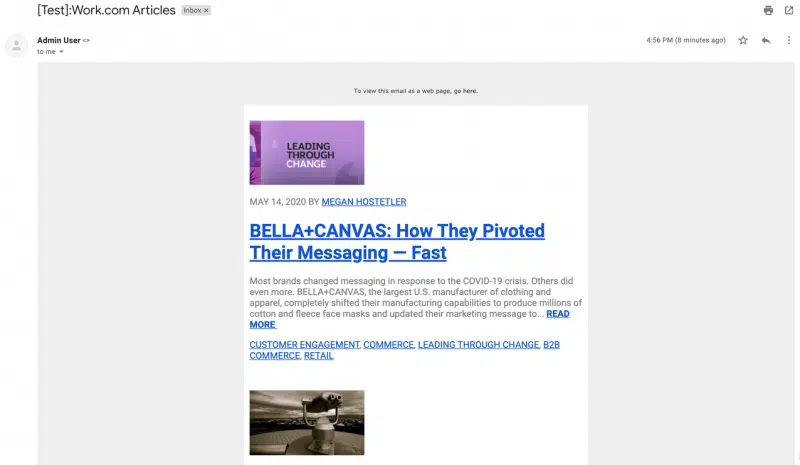 [Test]:Work.com Articles Inbox ×
Admin User <> 4:56 PM (8 minutes ago)
to me
To view this email as a web page, go here.
LEADING
THROUGH
CHANGE
MAY 14, 2020 BY MEGAN HOSTETLER
BELLA+CANVAS: How They Pivoted
Their Messaging — Fast
Most brands changed messaging in response to the COVID-19 crisis. Others did
even more. BELLA+CANVAS, the largest U.S. manufacturer of clothing and
apparel, completely shifted their manufacturing capabilities to produce millions of
cotton and fleece face masks and updated their marketing message to... READ
MORE
CUSTOMER ENGAGEMENT, COMMERCE, LEADING THROUGH CHANGE, B2B
COMMERCE, RETAIL